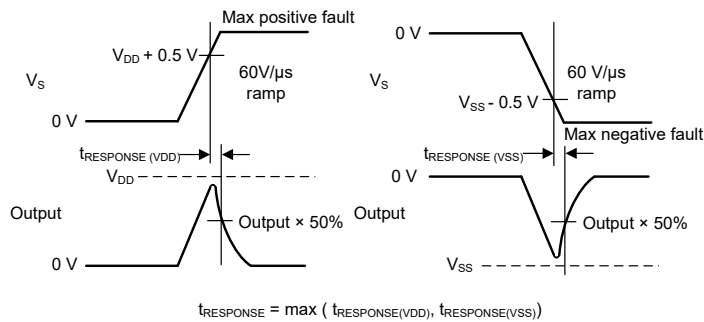 Max positive fault
V_DD + 0.5 V
60V/µs
ramp
V_S
0 V
t_RESPONSE (VDD)
V_DD
Output
Output × 50%
0 V
0 V
60 V/µs
ramp
V_S
V_SS - 0.5 V
Max negative fault
t_RESPONSE (VSS)
0 V
Output
Output × 50%
V_SS
t_RESPONSE = max ( t_RESPONSE(VDD), t_RESPONSE(VSS))